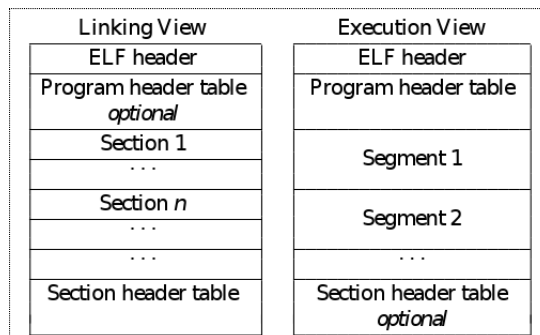 Linking View
ELF header
Program header table
optional
Section 1
. . .
Section n
. . .
. . .
Section header table
Execution View
ELF header
Program header table
Segment 1
Segment 2
. . .
Section header table
optional